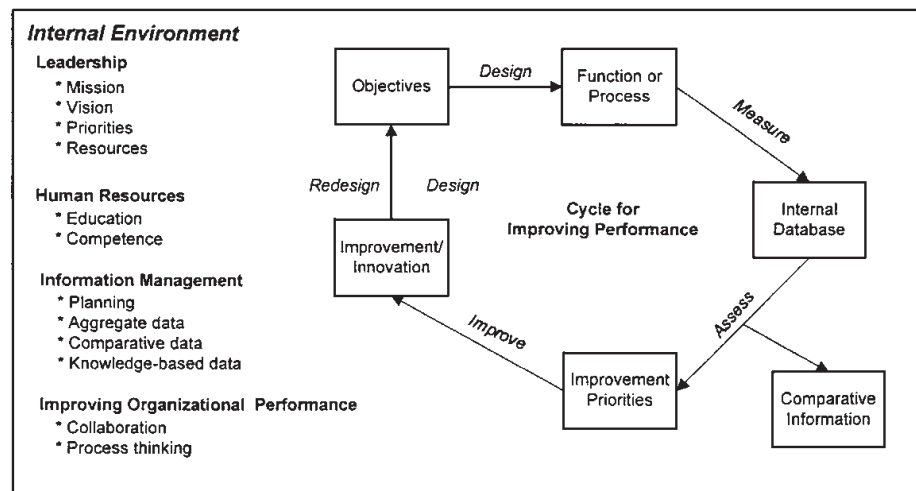 Internal Environment
Leadership
* Mission
* Vision
* Priorities
* Resources
Human Resources
* Education
* Competence
Information Management
* Planning
* Aggregate data
* Comparative data
* Knowledge-based data
Improving Organizational Performance
* Collaboration
* Process thinking
Objectives
Design
Function or
Process
Measure
Internal
Database
Assess
Comparative
Information
Improvement
Priorities
Improve
Improvement/
Innovation
Redesign
Design
Cycle for
Improving Performance